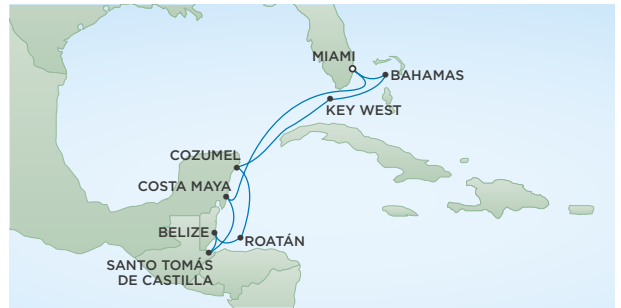 MIAMI
BAHAMAS
KEY WEST
COZUMEL
COSTA MAYA
BELIZE
ROATÁN
SANTO TOMÁS
DE CASTILLA